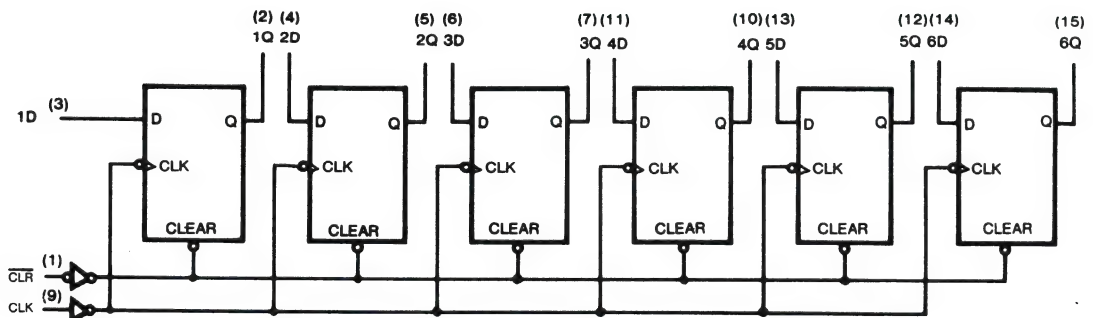 (2) (4) (5) (6) (7) (11) (10) (13) (12) (14) (15)
1Q 2D 2Q 3D 3Q 4D 4Q 5D 5Q 6D 6Q
1D (3)
D Q D Q D Q D Q D Q D Q
CLK CLK CLK CLK CLK CLK
CLEAR CLEAR CLEAR CLEAR CLEAR CLEAR
CLR (1)
CLK (9)